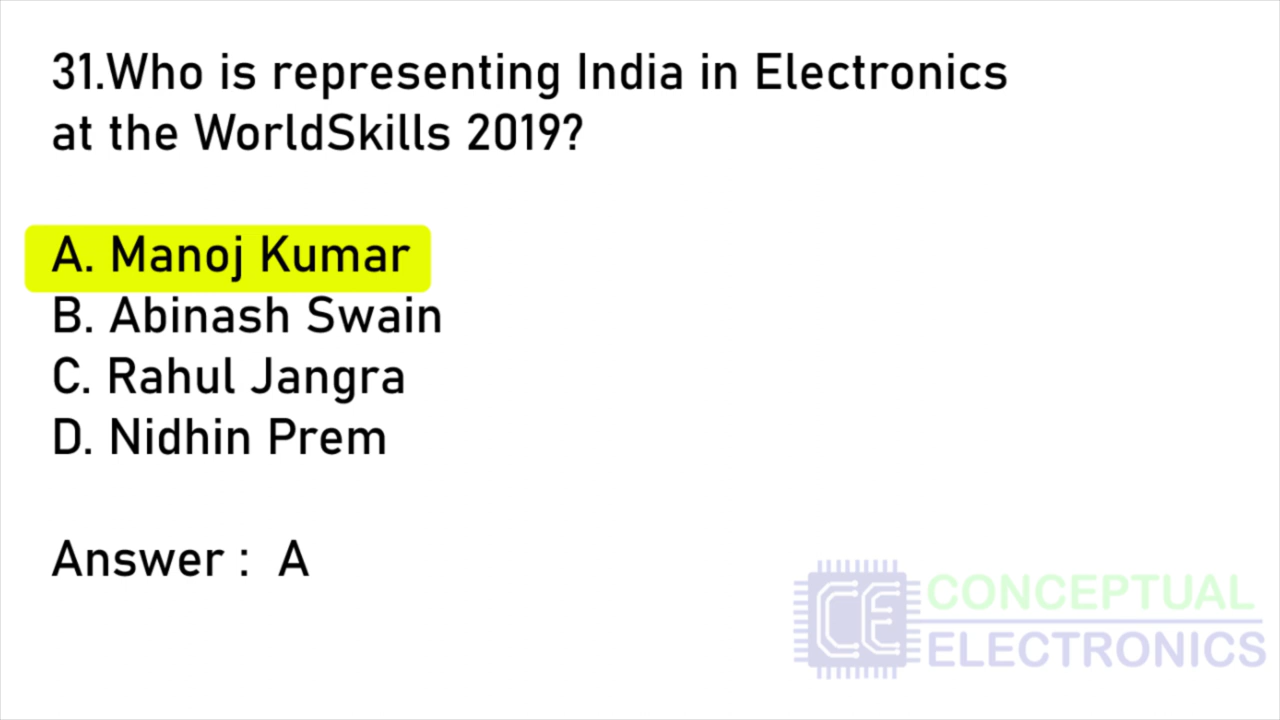 31.Who is representing India in Electronics
at the WorldSkills 2019?
A. Manoj Kumar
B. Abinash Swain
C. Rahul Jangra
D. Nidhin Prem
Answer : A
CE
CONCEPTUAL
ELECTRONICS